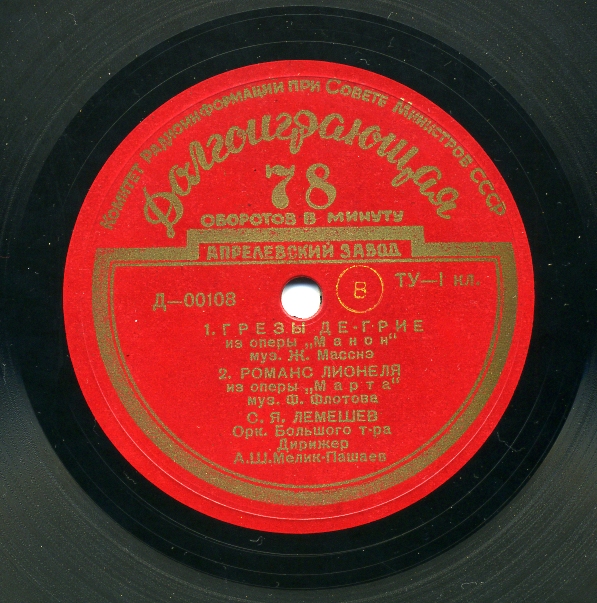 Комитет Радиоинформации при Совете Министров СССР
Долгоиграющая
78
ОБОРОТОВ В МИНУТУ
АПРЕЛЕВСКИЙ ЗАВОД
Д—00108
В
ТУ—I кл.
1. ГРЕЗЫ ДЕ-ГРИЕ
из оперы „Манон“
муз. Ж. Масснэ
2. РОМАНС ЛИОНЕЛЯ
из оперы „Марта“
муз. Ф. Флотова
С. Я. ЛЕМЕШЕВ
Орк. Большого т-ра
Дирижер
А.Ш.Мелик-Пашаев